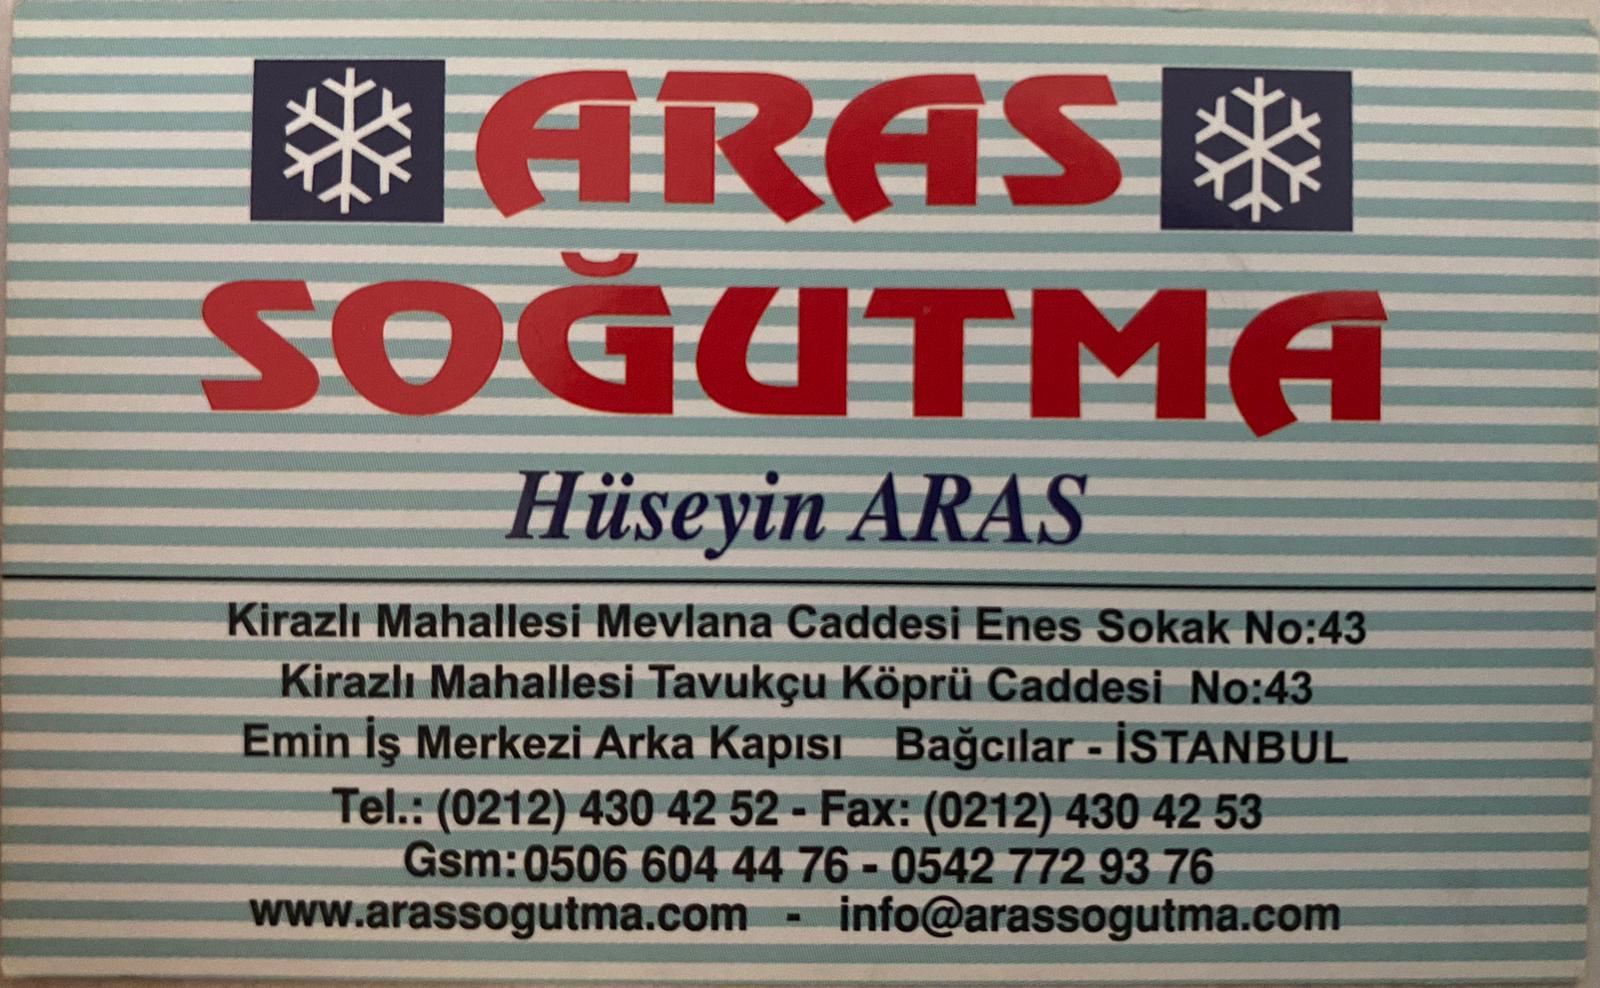 ARAS
SOĞUTMA
Hüseyin ARAS
Kirazlı Mahallesi Mevlana Caddesi Enes Sokak No:43
Kirazlı Mahallesi Tavukçu Köprü Caddesi No:43
Emin İş Merkezi Arka Kapısı Bağcılar - İSTANBUL
Tel.: (0212) 430 42 52 - Fax: (0212) 430 42 53
Gsm: 0506 604 44 76 - 0542 772 93 76
www.arassogutma.com - info@arassogutma.com